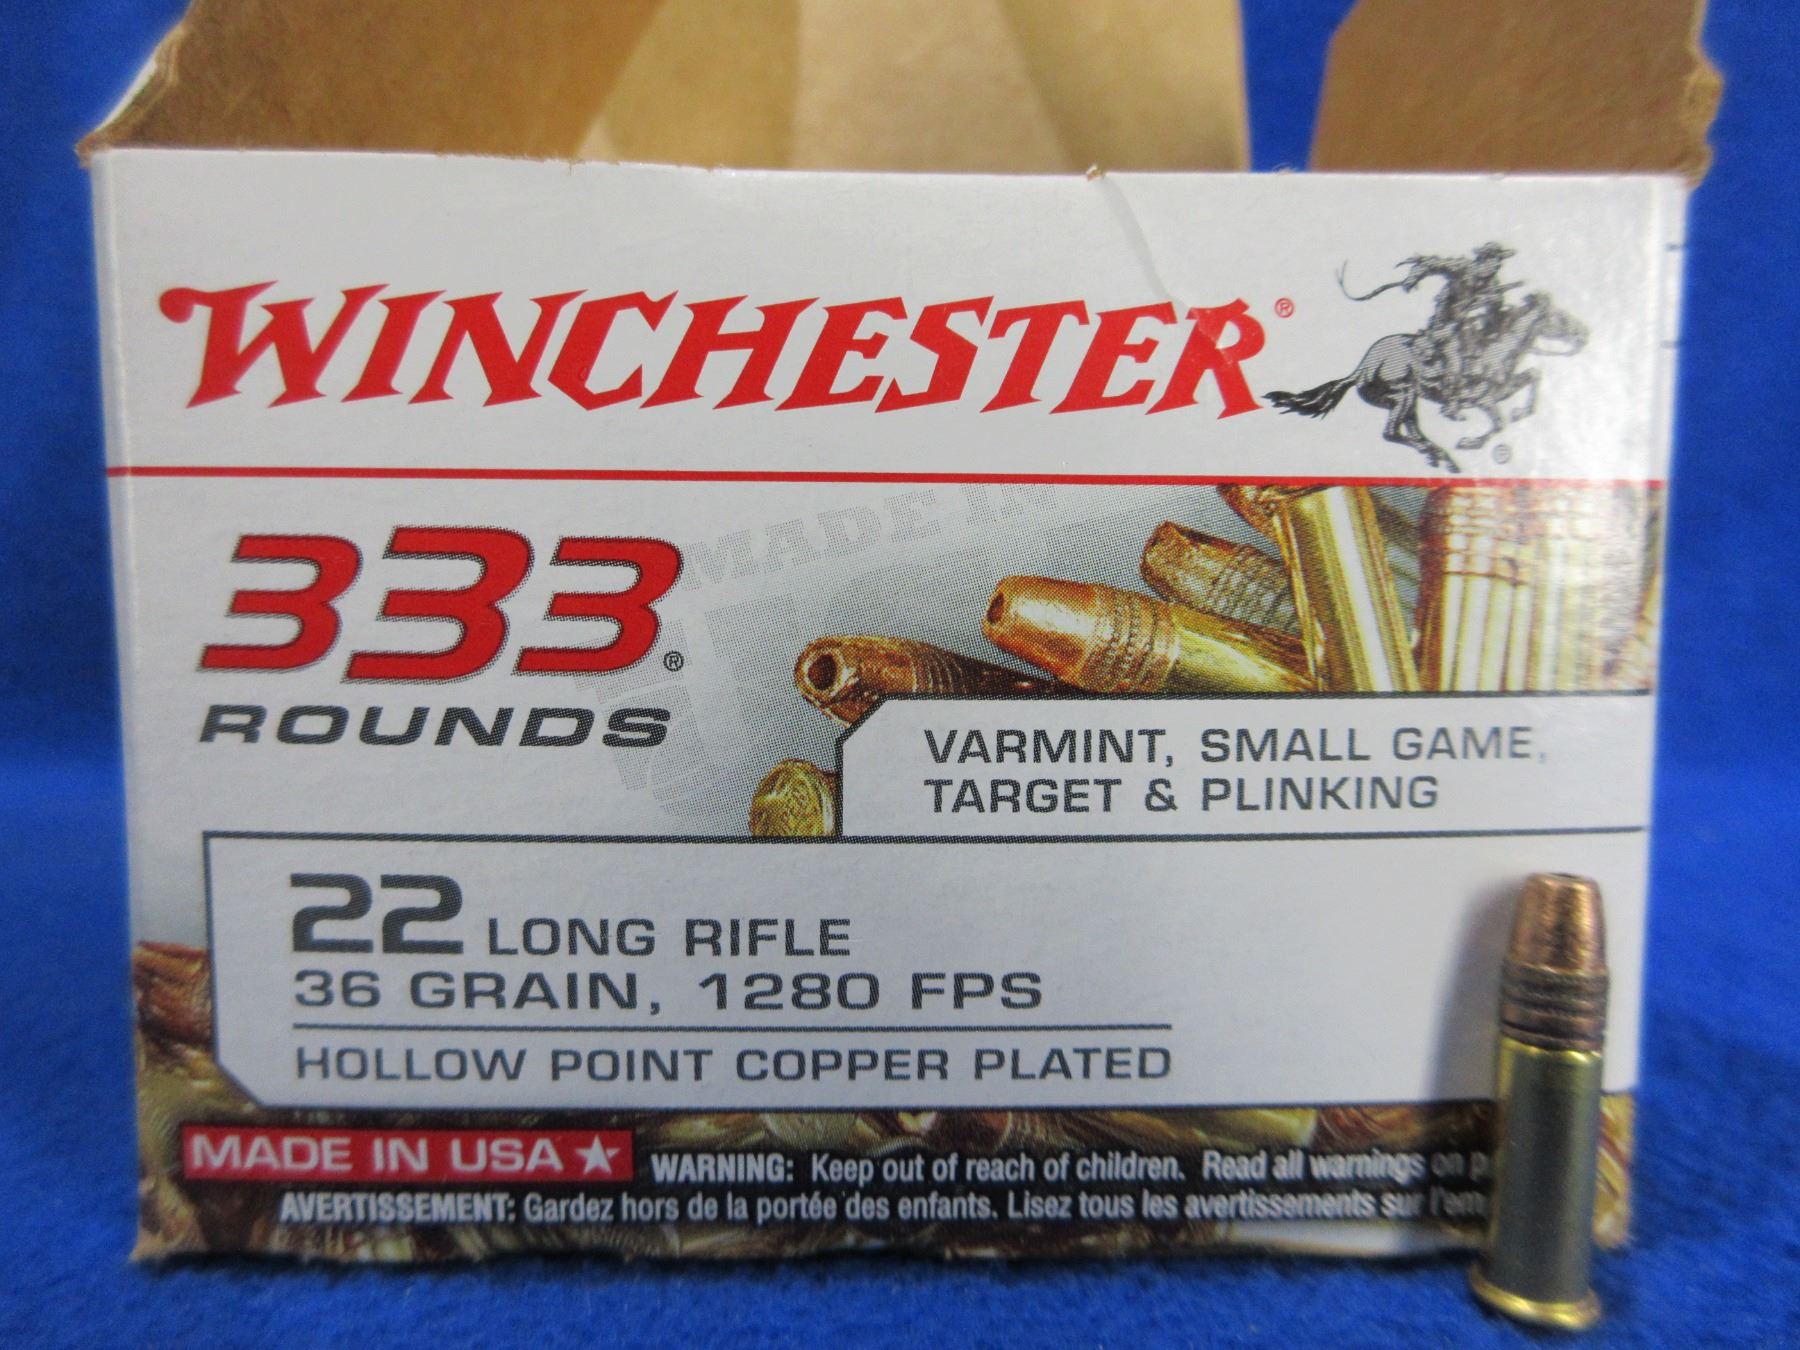 WINCHESTER®
®
MADE IN
333®
ROUNDS
VARMINT, SMALL GAME,
TARGET & PLINKING
22 LONG RIFLE
36 GRAIN, 1280 FPS
HOLLOW POINT COPPER PLATED
MADE IN USA
WARNING: Keep out of reach of children. Read all warnings on
AVERTISSEMENT: Gardez hors de la portée des enfants. Lisez tous les avertissements sur